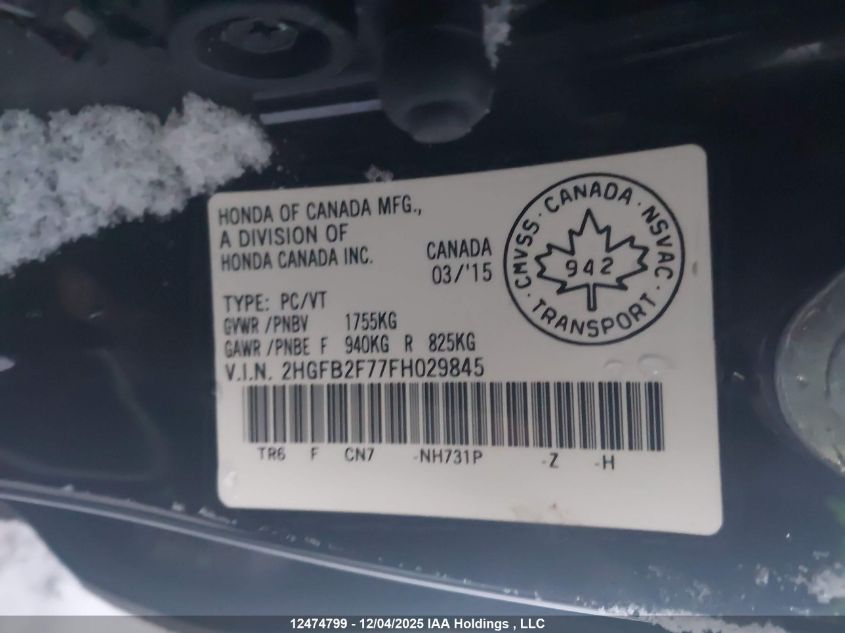 HONDA OF CANADA MFG.,
A DIVISION OF
HONDA CANADA INC.
CANADA
03/'15
CMVSS · CANADA · NSVAC · TRANSPORT ·
942
TYPE: PC/VT
GVWR /PNBV 1755KG
GAWR /PNBE F 940KG R 825KG
V.I.N. 2HGFB2F77FH029845
TR6 F CN7 -NH731P -Z -H
12474799 - 12/04/2025 IAA Holdings , LLC